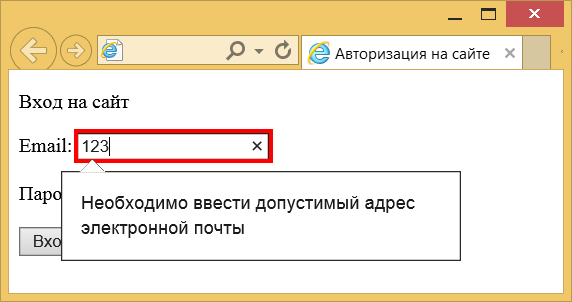 Авторизация на сайте
Вход на сайт
Email: 123
Паро
Необходимо ввести допустимый адрес
электронной почты
Вхо